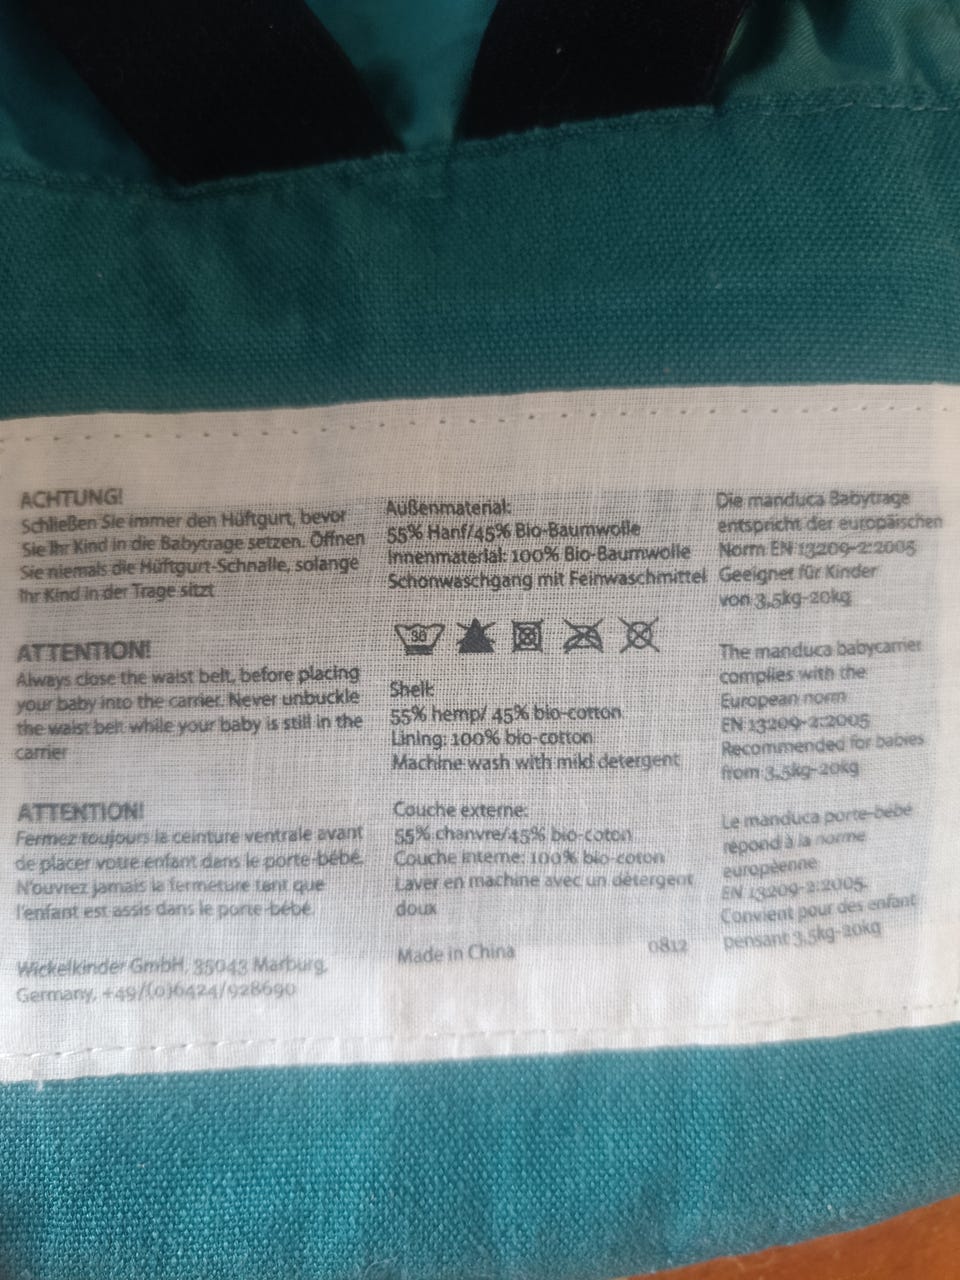 ACHTUNG!
Schließen Sie immer den Hüftgurt, bevor
Sie Ihr Kind in die Babytrage setzen. Öffnen
Sie niemals die Hüftgurt-Schnalle, solange
Ihr Kind in der Trage sitzt
ATTENTION!
Always close the waist belt, before placing
your baby into the carrier. Never unbuckle
the waist belt while your baby is still in the
carrier
ATTENTION!
Fermez toujours la ceinture ventrale avant
de placer votre enfant dans le porte-bébé.
N'ouvrez jamais la fermeture tant que
l'enfant est assis dans le porte-bébé.
Wickelkinder GmbH, 35043 Marburg,
Germany, +49/(0)6424/928690
Außenmaterial:
55% Hanf/45% Bio-Baumwolle
Innenmaterial: 100% Bio-Baumwolle
Schonwaschgang mit Feinwaschmittel
30
Shell:
55% hemp/ 45% bio-cotton
Lining: 100% bio-cotton
Machine wash with mild detergent
Couche externe:
55% chanvre/45% bio-coton
Couche interne: 100% bio-coton
Laver en machine avec un détergent
doux
Made in China 0812
Die manduca Babytrage
entspricht der europäischen
Norm EN 13209-2:2005
Geeignet für Kinder
von 3,5kg-20kg
The manduca babycarrier
complies with the
European norm
EN 13209-2:2005
Recommended for babies
from 3,5kg-20kg
Le manduca porte-bébé
répond à la norme
européenne
EN 13209-2:2005.
Convient pour des enfant
pensant 3,5kg-20kg